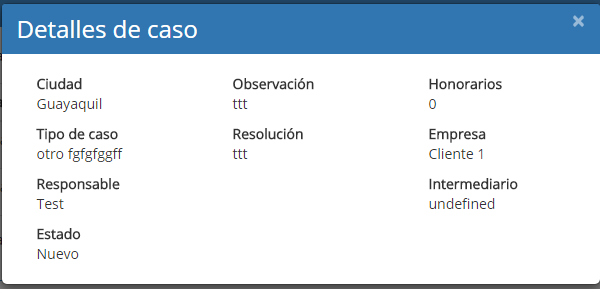 Detalles de caso
×
Ciudad
Guayaquil
Observación
ttt
Honorarios
0
Tipo de caso
otro fgfgfggff
Resolución
ttt
Empresa
Cliente 1
Responsable
Test
Intermediario
undefined
Estado
Nuevo